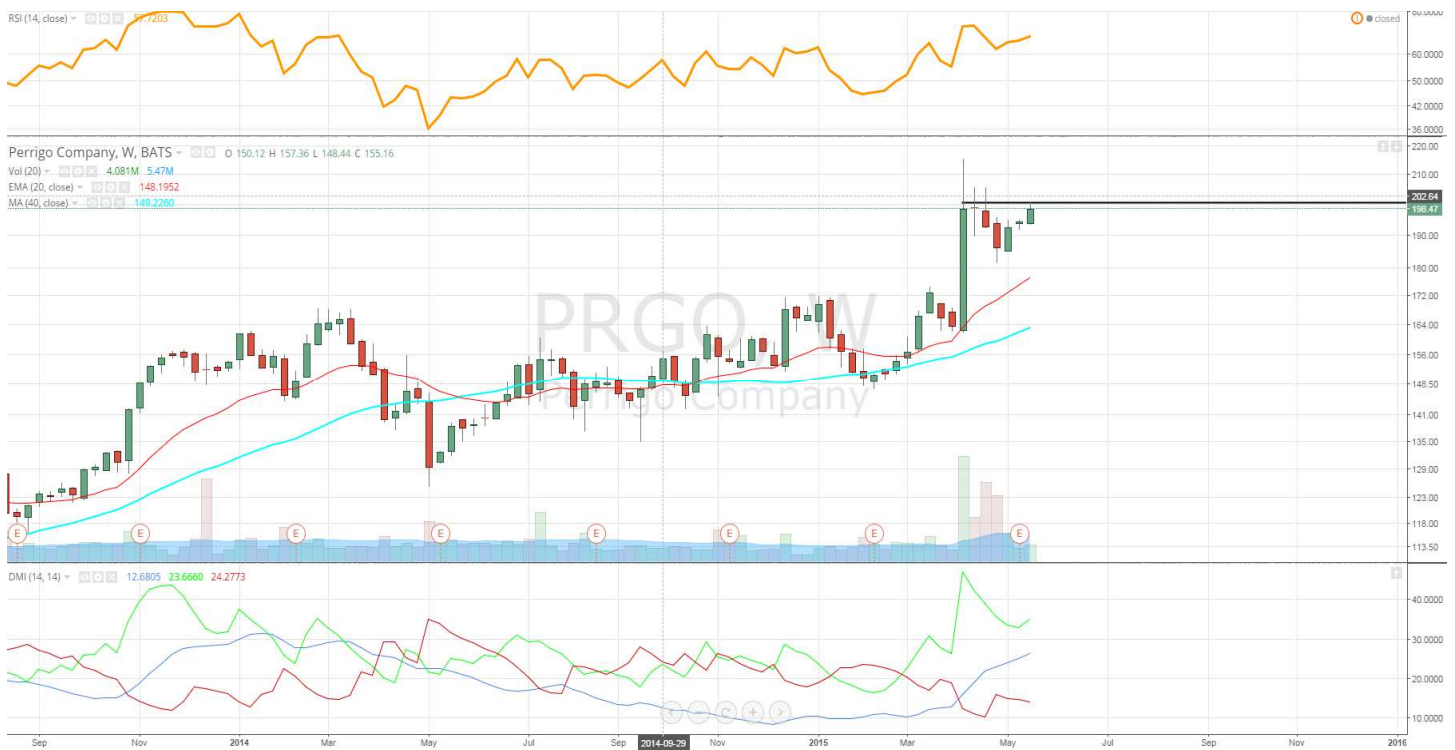 RSI (14, close) 57.7203
closed
80.0000
60.0000
50.0000
42.0000
36.0000
Perrigo Company, W, BATS O 150.12 H 157.36 L 148.44 C 155.16
Vol (20) 4.081M 5.47M
EMA (20, close) 148.1952
MA (40, close) 149.2260
220.00
210.00
202.64
198.47
190.00
180.00
172.00
164.00
156.00
148.50
141.00
135.00
129.00
123.00
118.00
113.50
PRGO, W
Perrigo Company
E E E E E E E E
DMI (14, 14) 12.6805 23.6660 24.2773
40.0000
30.0000
20.0000
10.0000
Sep Nov 2014 Mar May Jul Sep 2014-09-29 Nov 2015 Mar May Jul Sep Nov 2016